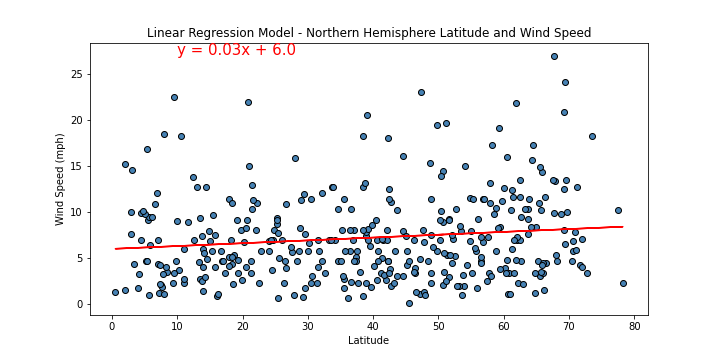 Linear Regression Model - Northern Hemisphere Latitude and Wind Speed
y = 0.03x + 6.0
Wind Speed (mph)
25
20
15
10
5
0
0 10 20 30 40 50 60 70 80
Latitude